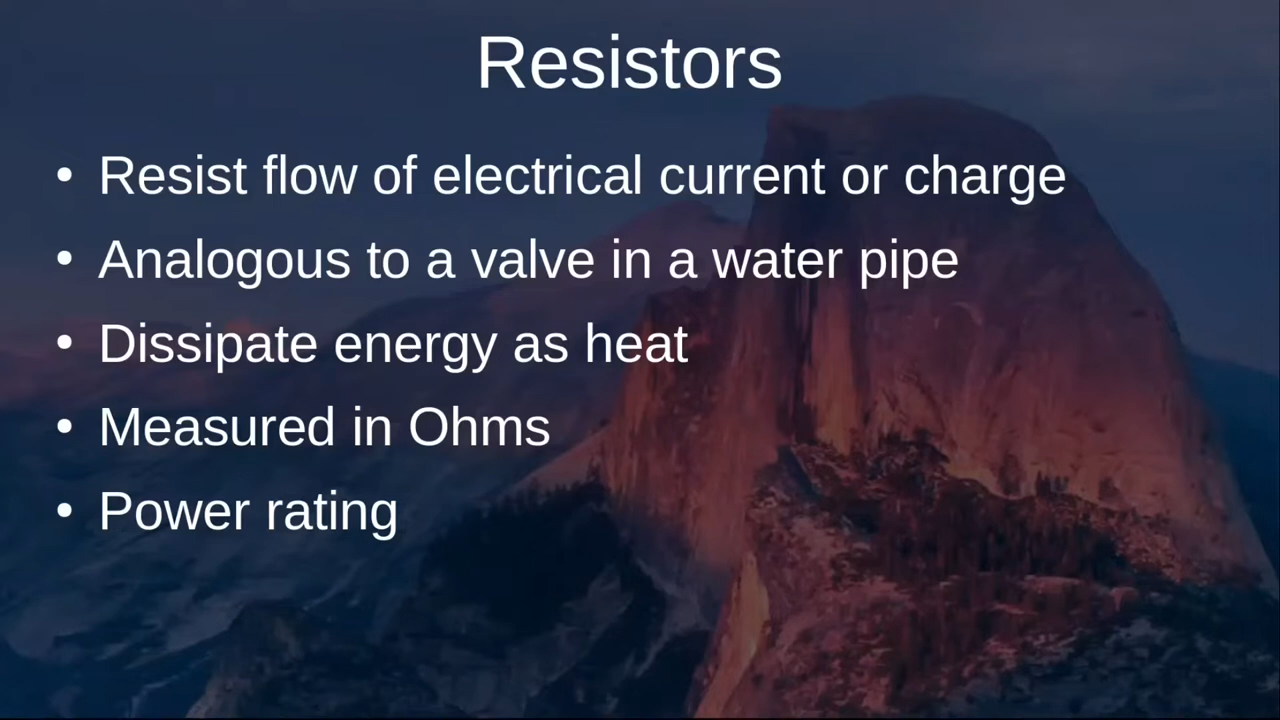 Resistors
• Resist flow of electrical current or charge
• Analogous to a valve in a water pipe
• Dissipate energy as heat
• Measured in Ohms
• Power rating